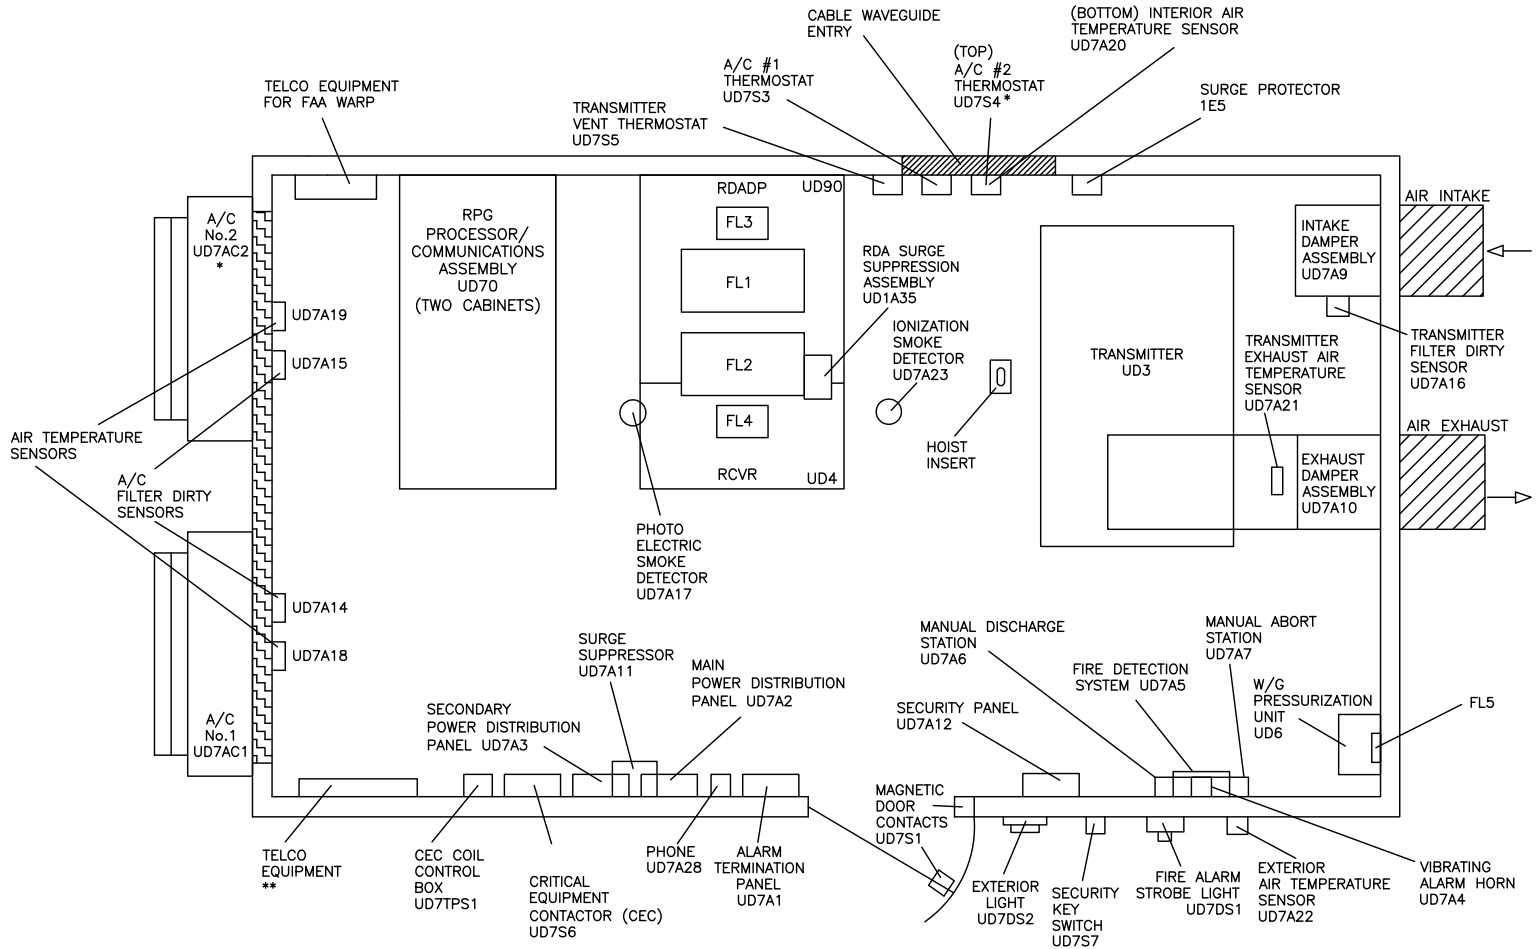 CABLE WAVEGUIDE
ENTRY
(BOTTOM) INTERIOR AIR
TEMPERATURE SENSOR
UD7A20
(TOP)
A/C #2
THERMOSTAT
UD7S4*
A/C #1
THERMOSTAT
UD7S3
TELCO EQUIPMENT
FOR FAA WARP
TRANSMITTER
VENT THERMOSTAT
UD7S5
SURGE PROTECTOR
1E5
A/C
No.2
UD7AC2
*
RPG
PROCESSOR/
COMMUNICATIONS
ASSEMBLY
UD70
(TWO CABINETS)
RDADP
UD90
FL3
FL1
FL2
FL4
RCVR
UD4
RDA SURGE
SUPPRESSION
ASSEMBLY
UD1A35
IONIZATION
SMOKE
DETECTOR
UD7A23
HOIST
INSERT
TRANSMITTER
UD3
AIR INTAKE
INTAKE
DAMPER
ASSEMBLY
UD7A9
TRANSMITTER
FILTER DIRTY
SENSOR
UD7A16
TRANSMITTER
EXHAUST AIR
TEMPERATURE
SENSOR
UD7A21
AIR EXHAUST
EXHAUST
DAMPER
ASSEMBLY
UD7A10
UD7A19
UD7A15
AIR TEMPERATURE
SENSORS
A/C
FILTER DIRTY
SENSORS
UD7A14
UD7A18
A/C
No.1
UD7AC1
PHOTO
ELECTRIC
SMOKE
DETECTOR
UD7A17
SURGE
SUPPRESSOR
UD7A11
MAIN
POWER DISTRIBUTION
PANEL UD7A2
SECONDARY
POWER DISTRIBUTION
PANEL UD7A3
MANUAL DISCHARGE
STATION
UD7A6
FIRE DETECTION
SYSTEM UD7A5
MANUAL ABORT
STATION
UD7A7
SECURITY PANEL
UD7A12
W/G
PRESSURIZATION
UNIT
UD6
FL5
MAGNETIC
DOOR
CONTACTS
UD7S1
TELCO
EQUIPMENT
**
CEC COIL
CONTROL
BOX
UD7TPS1
CRITICAL
EQUIPMENT
CONTACTOR (CEC)
UD7S6
PHONE
UD7A28
ALARM
TERMINATION
PANEL
UD7A1
EXTERIOR
LIGHT
UD7DS2
SECURITY
KEY
SWITCH
UD7S7
FIRE ALARM
STROBE LIGHT
UD7DS1
EXTERIOR
AIR TEMPERATURE
SENSOR
UD7A22
VIBRATING
ALARM HORN
UD7A4